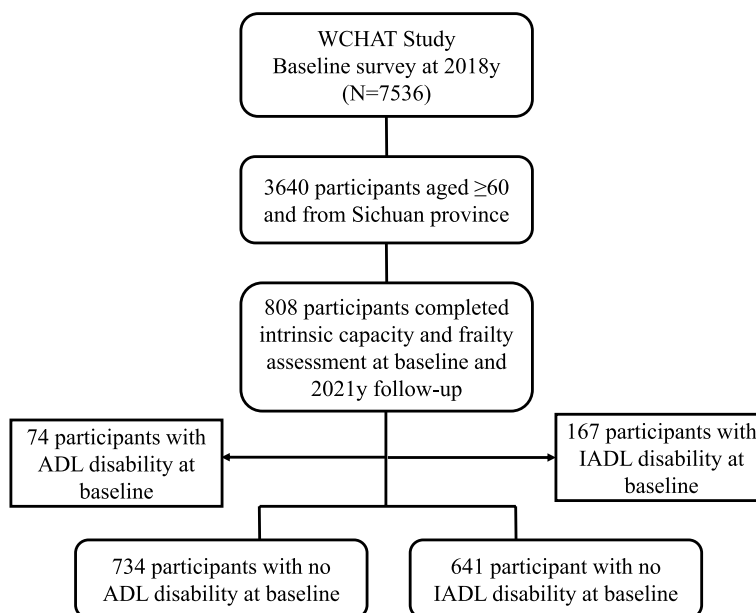 WCHAT Study
Baseline survey at 2018y
(N=7536)
3640 participants aged ≥60
and from Sichuan province
808 participants completed
intrinsic capacity and frailty
assessment at baseline and
2021y follow-up
74 participants with
ADL disability at
baseline
167 participants with
IADL disability at
baseline
734 participants with no
ADL disability at baseline
641 participant with no
IADL disability at baseline